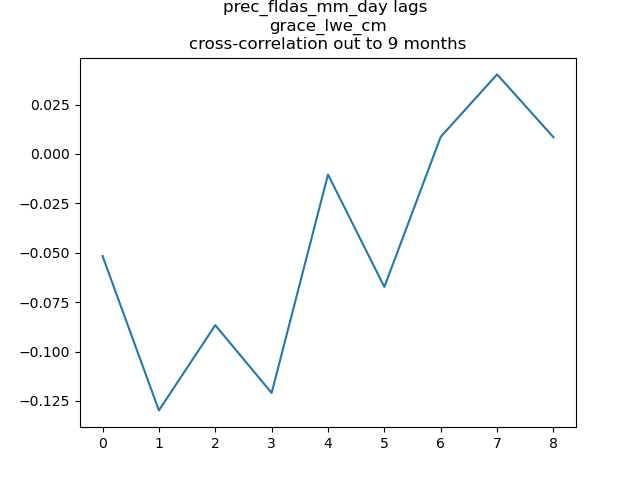 prec_fldas_mm_day lags
grace_lwe_cm
cross-correlation out to 9 months
0.025
0.000
−0.025
−0.050
−0.075
−0.100
−0.125
0 1 2 3 4 5 6 7 8